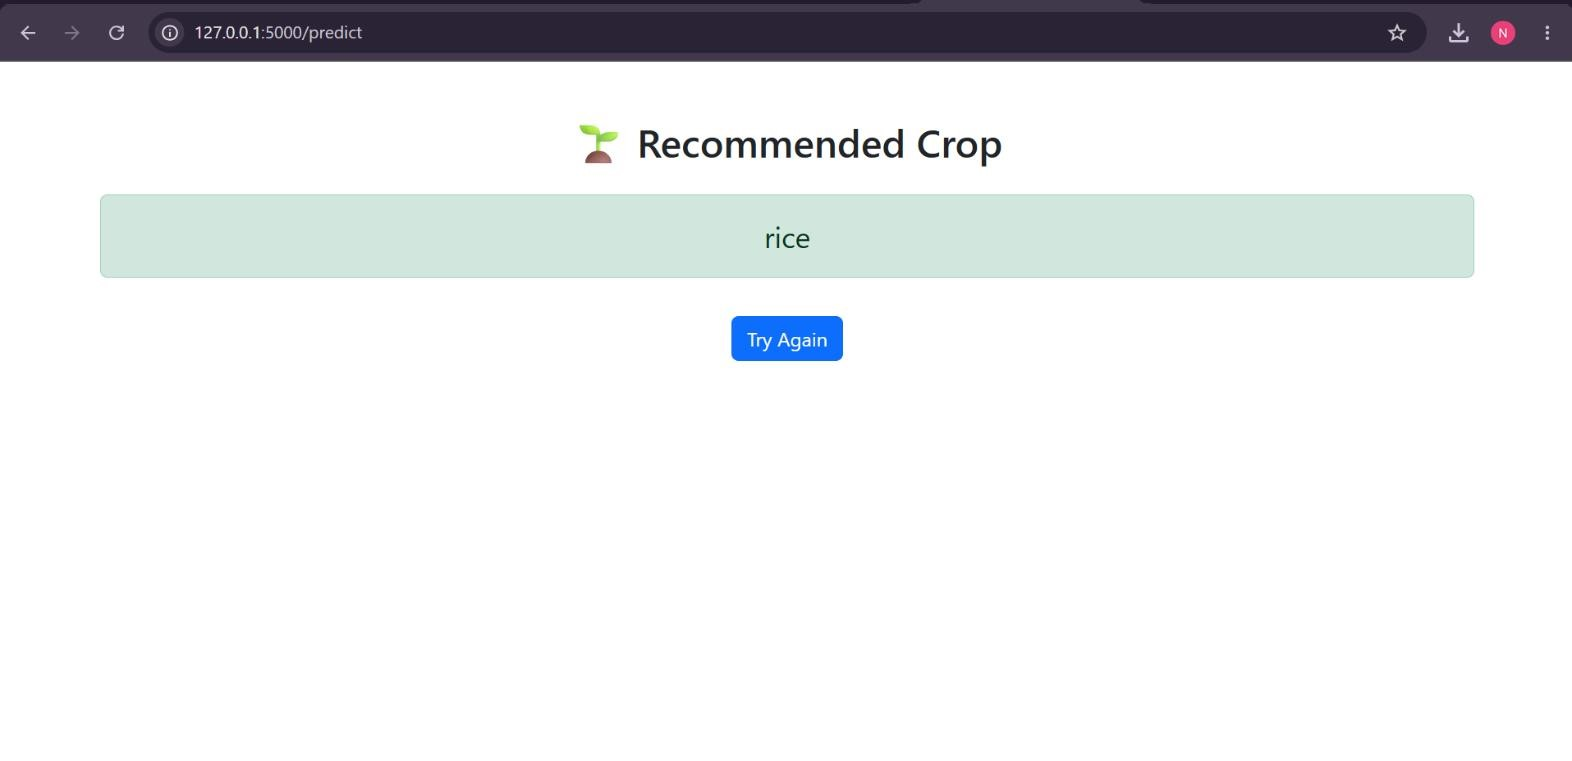 127.0.0.1:5000/predict
N
Recommended Crop
rice
Try Again